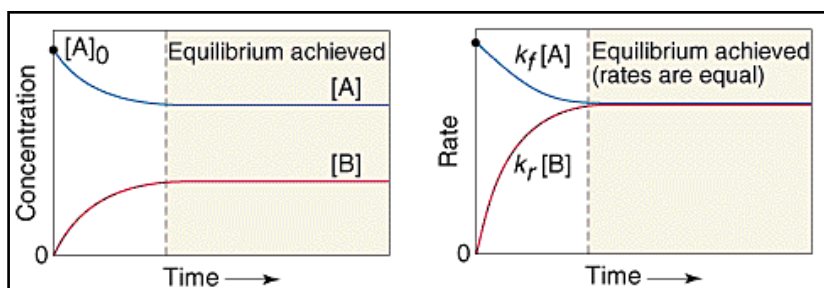 [A]0
Equilibrium achieved
[A]
[B]
Concentration
0
Time
kf[A]
Equilibrium achieved
(rates are equal)
kr[B]
Rate
0
Time